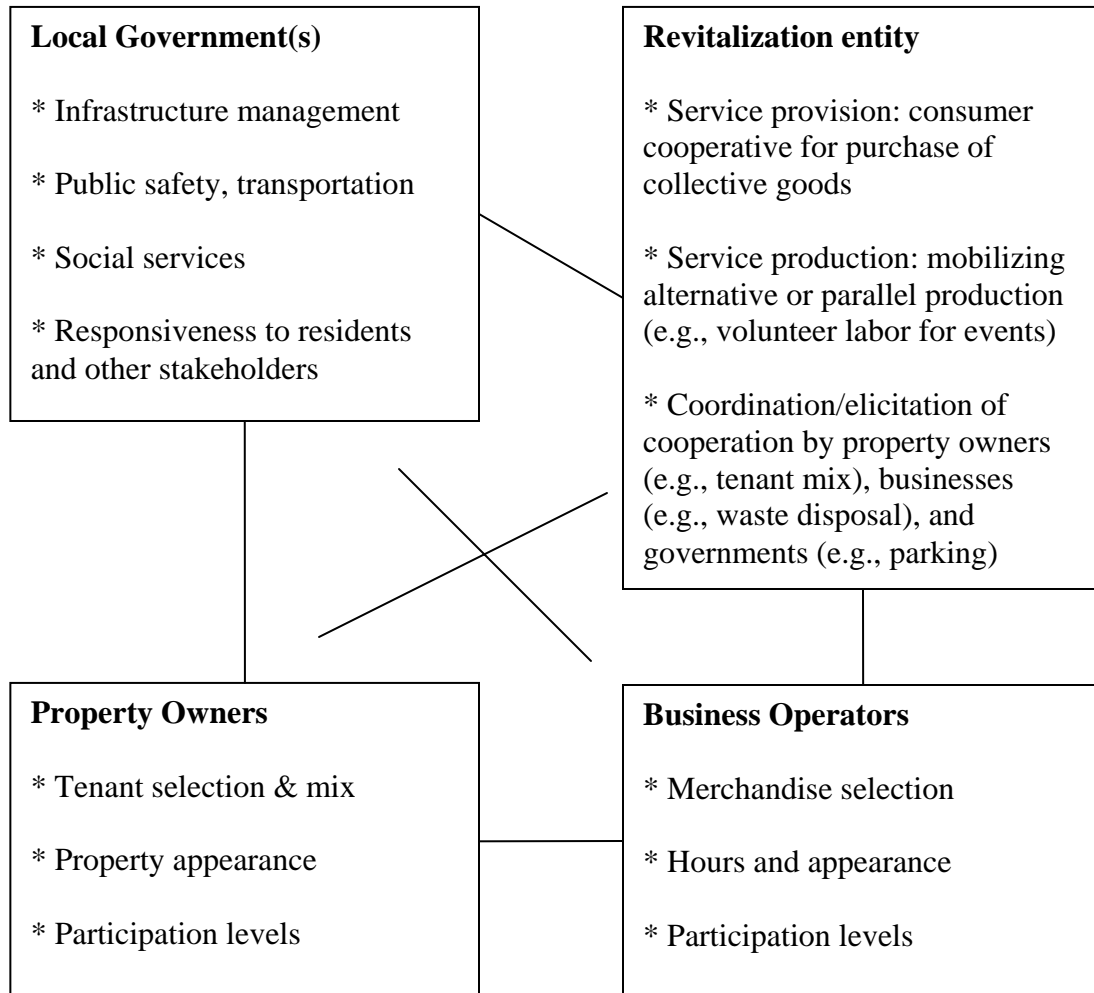 Local Government(s)
* Infrastructure management
* Public safety, transportation
* Social services
* Responsiveness to residents
and other stakeholders
Revitalization entity
* Service provision: consumer
cooperative for purchase of
collective goods
* Service production: mobilizing
alternative or parallel production
(e.g., volunteer labor for events)
* Coordination/elicitation of
cooperation by property owners
(e.g., tenant mix), businesses
(e.g., waste disposal), and
governments (e.g., parking)
Property Owners
* Tenant selection & mix
* Property appearance
* Participation levels
Business Operators
* Merchandise selection
* Hours and appearance
* Participation levels